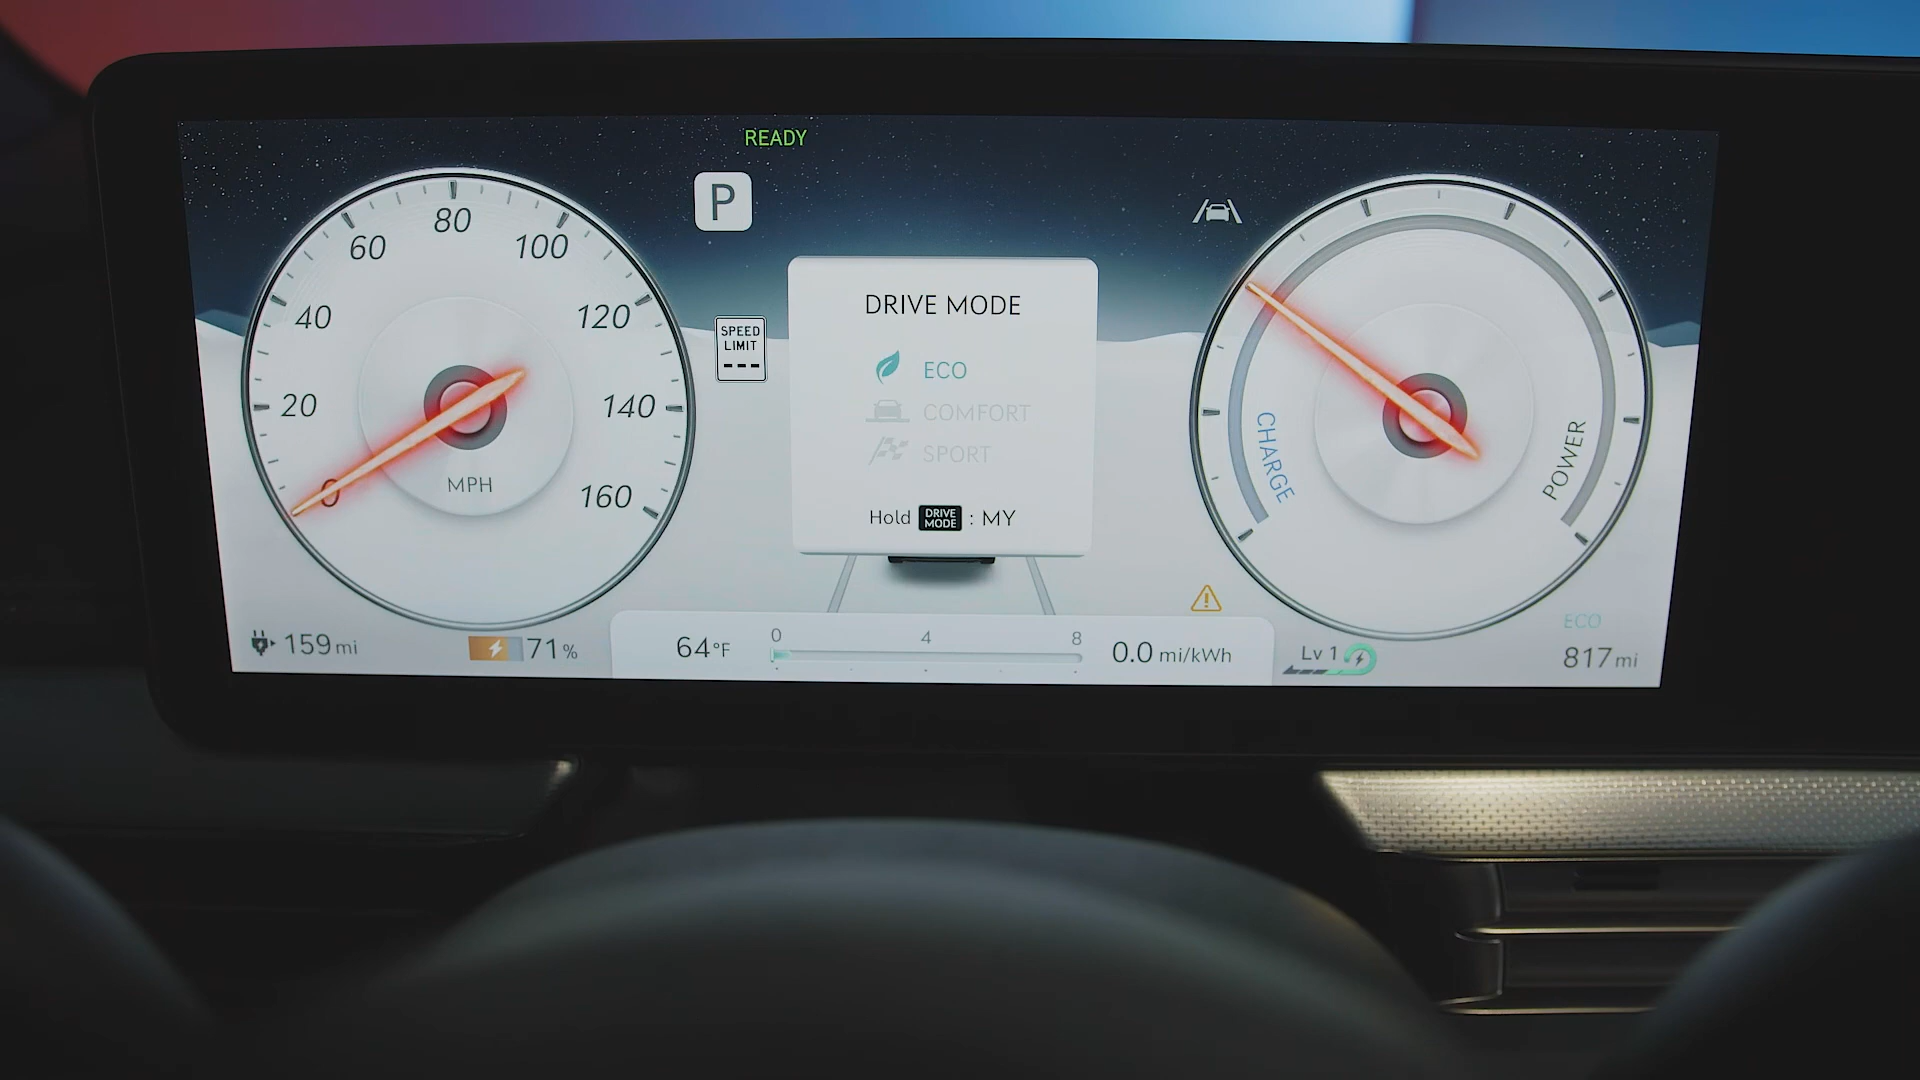 READY
P
80
60
100
40
120
20
140
0
160
MPH
SPEED
LIMIT
---
DRIVE MODE
ECO
COMFORT
SPORT
Hold DRIVE MODE : MY
CHARGE
POWER
159 mi
71 %
64°F
0 4 8
0.0 mi/kWh
Lv 1
ECO
817 mi